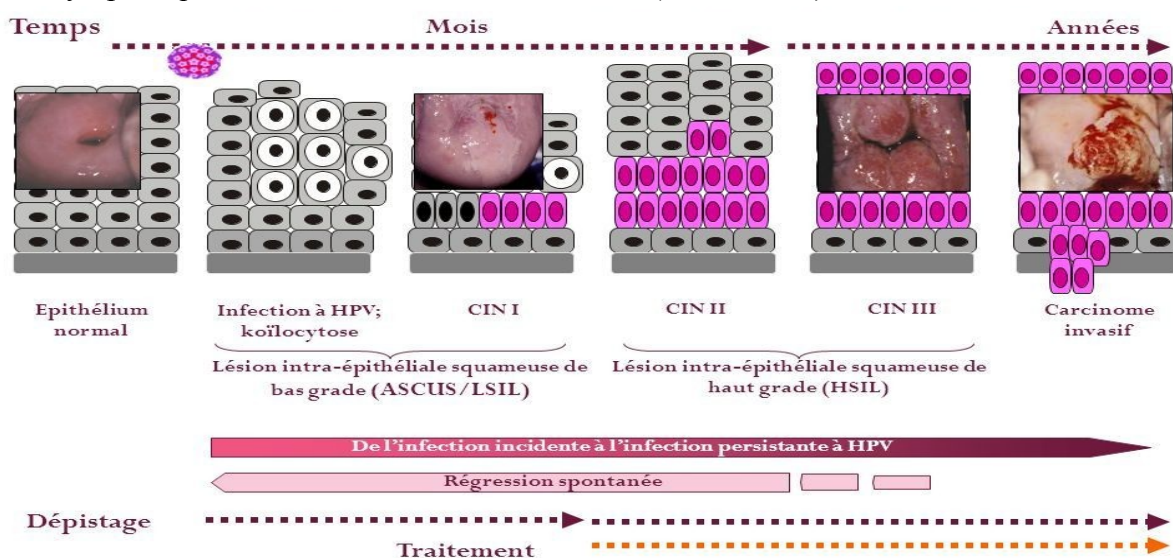 Temps
Mois
Années
Epithélium
normal
Infection à HPV;
koïlocytose
CIN I
CIN II
CIN III
Carcinome
invasif
Lésion intra-épithéliale squameuse de
bas grade (ASCUS/LSIL)
Lésion intra-épithéliale squameuse de
haut grade (HSIL)
De l'infection incidente à l'infection persistante à HPV
Régression spontanée
Dépistage
Traitement